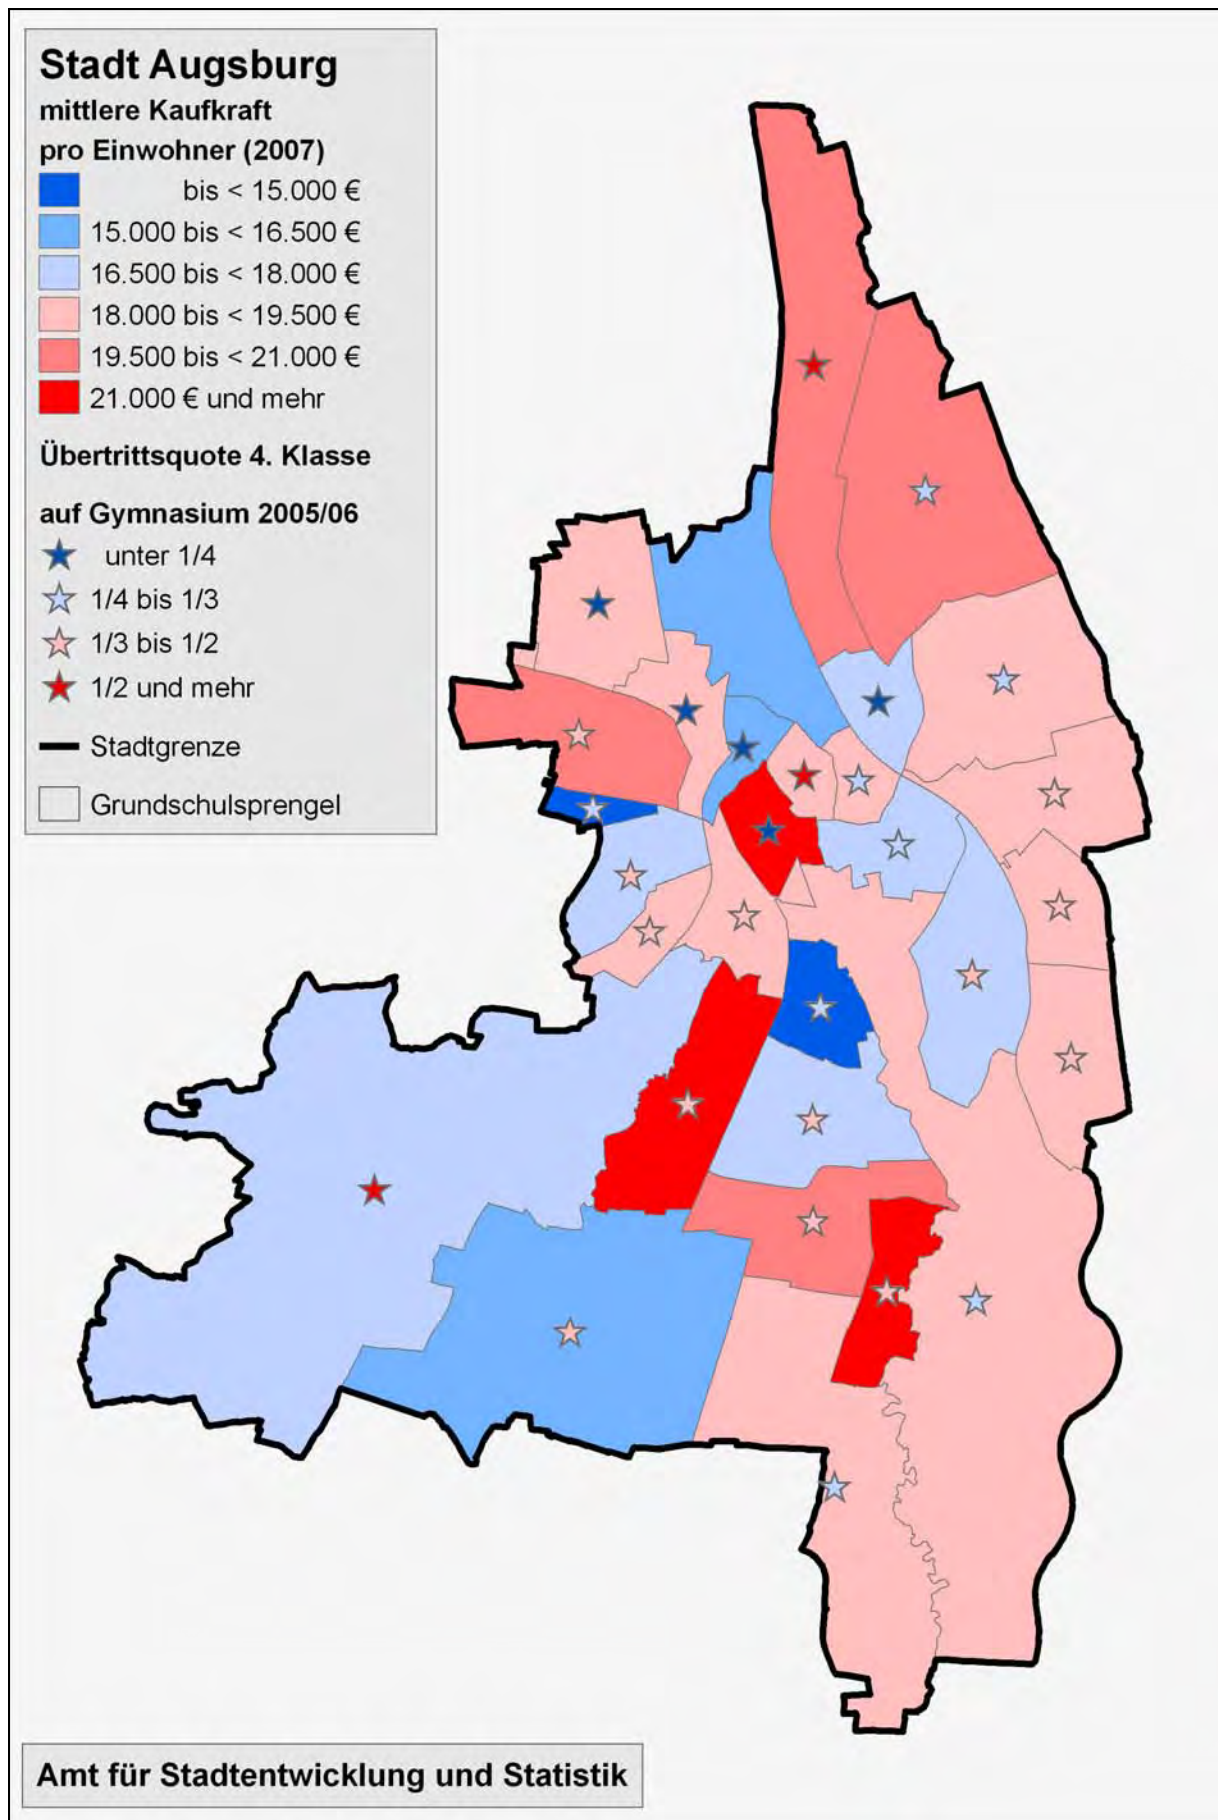 Stadt Augsburg
mittlere Kaufkraft
pro Einwohner (2007)
bis < 15.000 €
15.000 bis < 16.500 €
16.500 bis < 18.000 €
18.000 bis < 19.500 €
19.500 bis < 21.000 €
21.000 € und mehr
Übertrittsquote 4. Klasse
auf Gymnasium 2005/06
unter 1/4
1/4 bis 1/3
1/3 bis 1/2
1/2 und mehr
Stadtgrenze
Grundschulsprengel
Amt für Stadtentwicklung und Statistik